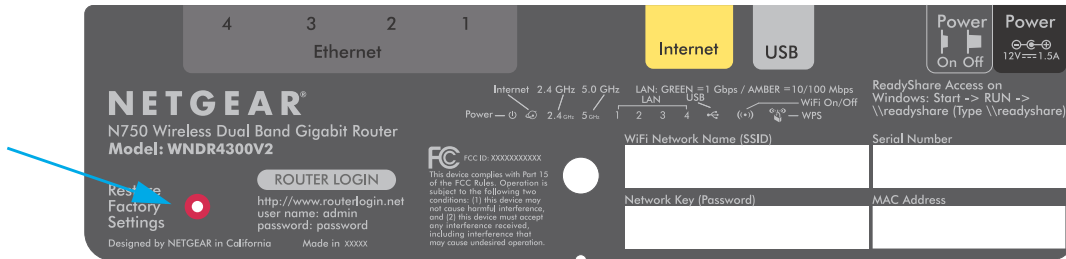 4 3 2 1
Ethernet
Internet
USB
Power
On Off
Power
12V 1.5A
NETGEAR®
N750 Wireless Dual Band Gigabit Router
Model: WNDR4300V2
Internet 2.4 GHz 5.0 GHz LAN: GREEN =1 Gbps / AMBER =10/100 Mbps
LAN USB WiFi On/Off
Power — 2.4 GHz 5 GHz 1 2 3 4 — WPS
ReadyShare Access on
Windows: Start -> RUN ->
\\readyshare (Type \\readyshare)
Restore
Factory
Settings
ROUTER LOGIN
http://www.routerlogin.net
user name: admin
password: password
Designed by NETGEAR in California Made in XXXXX
FC FCC ID: XXXXXXXXXXX
This device complies with Part 15
of the FCC Rules. Operation is
subject to the following two
conditions: (1) this device may
not cause harmful interference,
and (2) this device must accept
any interference received,
including interference that
may cause undesired operation.
WiFi Network Name (SSID)
Serial Number
Network Key (Password)
MAC Address